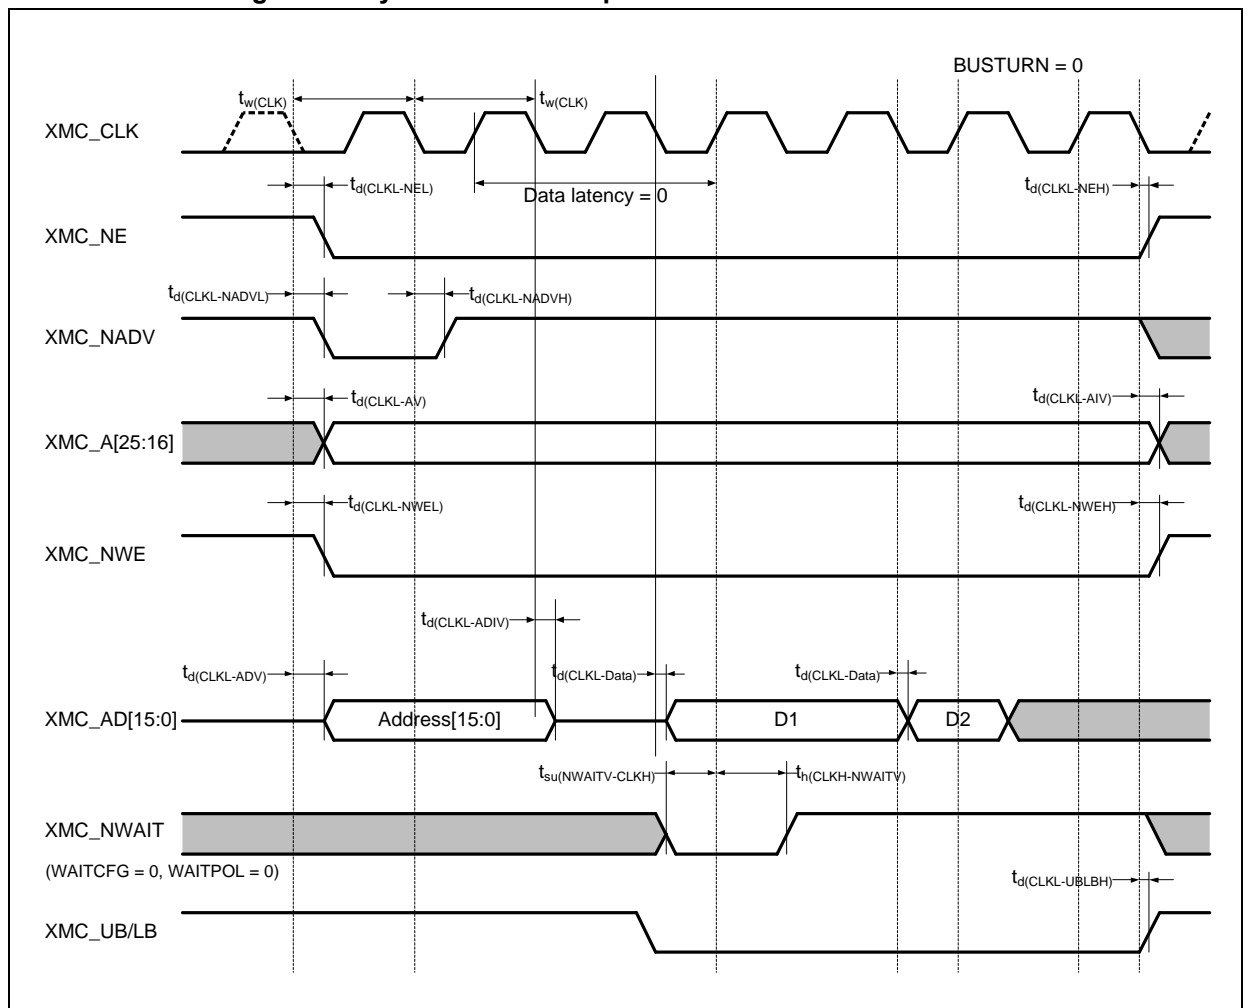 BUSTURN = 0
tw(CLK)
tw(CLK)
XMC_CLK
td(CLKL-NEL)
Data latency = 0
td(CLKL-NEH)
XMC_NE
td(CLKL-NADVL)
td(CLKL-NADVH)
XMC_NADV
td(CLKL-AV)
td(CLKL-AIV)
XMC_A[25:16]
td(CLKL-NWEL)
td(CLKL-NWEH)
XMC_NWE
td(CLKL-ADIV)
td(CLKL-ADV)
td(CLKL-Data)
td(CLKL-Data)
XMC_AD[15:0]
Address[15:0]
D1
D2
tsu(NWAITV-CLKH)
th(CLKH-NWAITV)
XMC_NWAIT
(WAITCFG = 0, WAITPOL = 0)
td(CLKL-UBLBH)
XMC_UB/LB